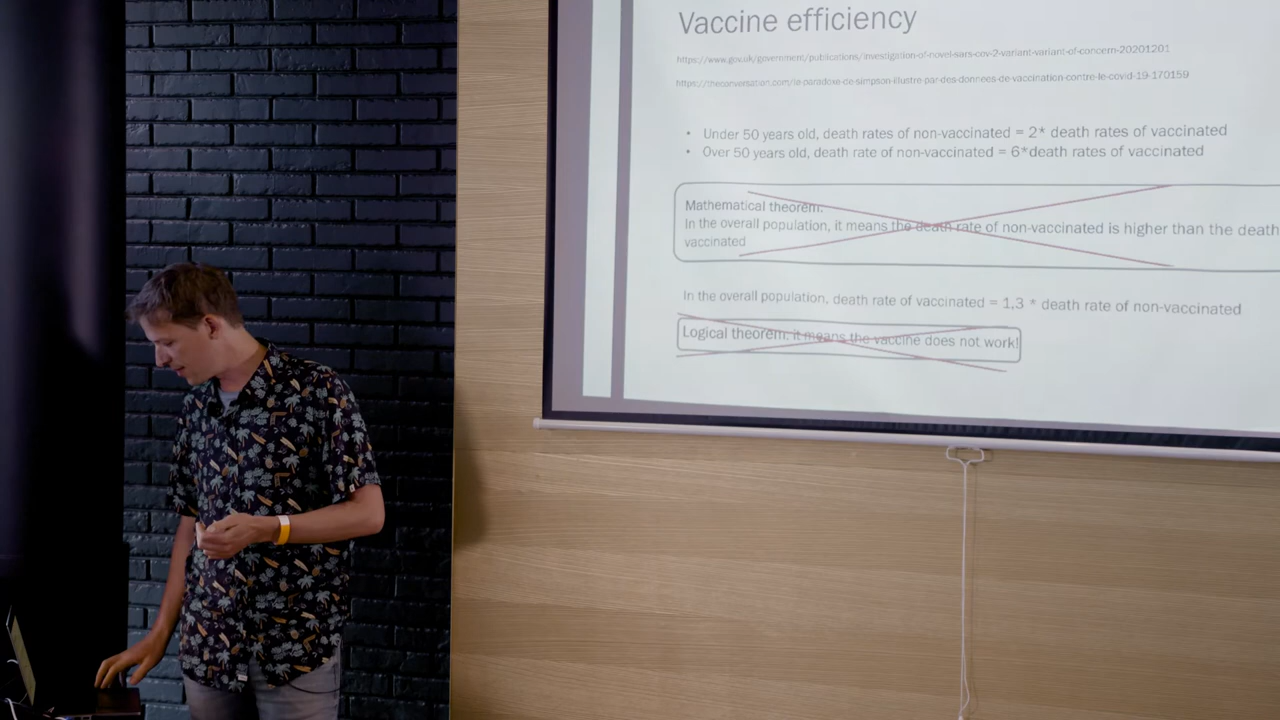 Vaccine efficiency
https://www.gov.uk/government/publications/investigation-of-novel-sars-cov-2-variant-variant-of-concern-20201201
https://theconversation.com/le-paradoxe-de-simpson-illustre-par-des-donnees-de-vaccination-contre-le-covid-19-170159
• Under 50 years old, death rates of non-vaccinated = 2* death rates of vaccinated
• Over 50 years old, death rate of non-vaccinated = 6*death rates of vaccinated
Mathematical theorem:
In the overall population, it means the death rate of non-vaccinated is higher than the death
vaccinated
In the overall population, death rate of vaccinated = 1,3 * death rate of non-vaccinated
Logical theorem: it means the vaccine does not work!